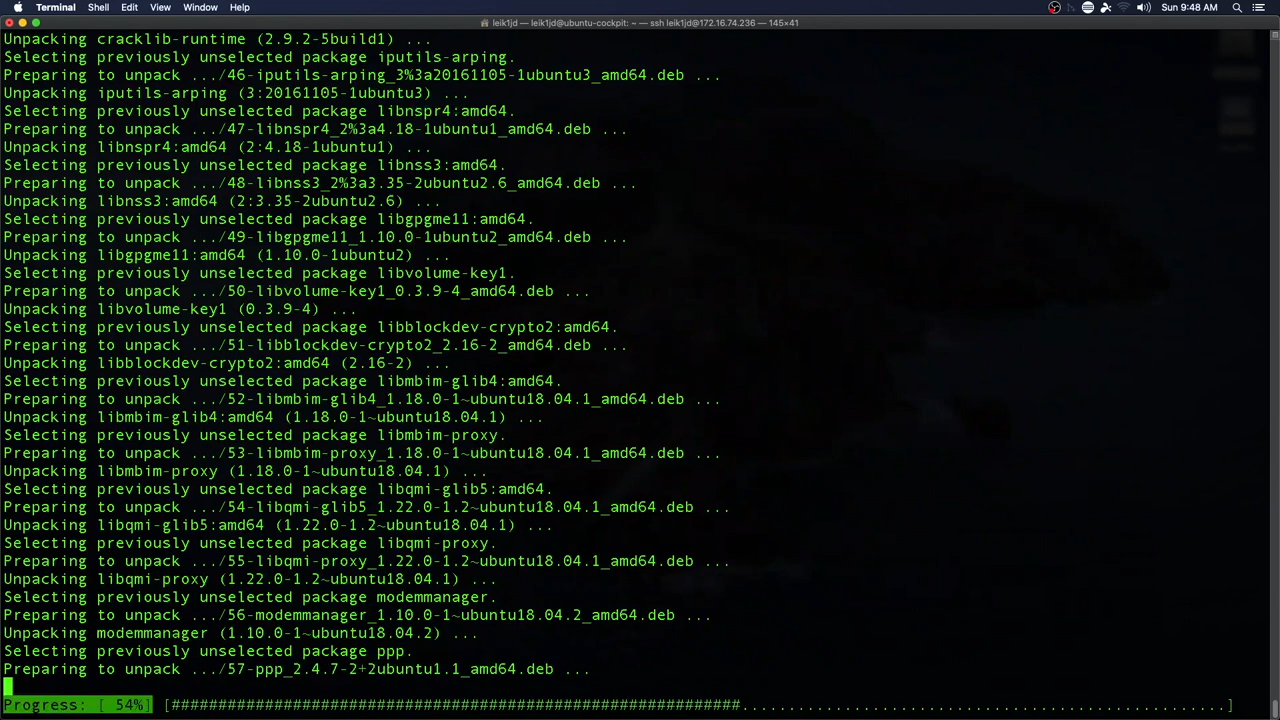 Terminal Shell Edit View Window Help Sun 9:48 AM
leik1jd — leik1jd@ubuntu-cockpit: ~ — ssh leik1jd@172.16.74.236 — 145×41
Unpacking cracklib-runtime (2.9.2-5build1) ...
Selecting previously unselected package iputils-arping.
Preparing to unpack .../46-iputils-arping_3%3a20161105-1ubuntu3_amd64.deb ...
Unpacking iputils-arping (3:20161105-1ubuntu3) ...
Selecting previously unselected package libnspr4:amd64.
Preparing to unpack .../47-libnspr4_2%3a4.18-1ubuntu1_amd64.deb ...
Unpacking libnspr4:amd64 (2:4.18-1ubuntu1) ...
Selecting previously unselected package libnss3:amd64.
Preparing to unpack .../48-libnss3_2%3a3.35-2ubuntu2.6_amd64.deb ...
Unpacking libnss3:amd64 (2:3.35-2ubuntu2.6) ...
Selecting previously unselected package libgpgme11:amd64.
Preparing to unpack .../49-libgpgme11_1.10.0-1ubuntu2_amd64.deb ...
Unpacking libgpgme11:amd64 (1.10.0-1ubuntu2) ...
Selecting previously unselected package libvolume-key1.
Preparing to unpack .../50-libvolume-key1_0.3.9-4_amd64.deb ...
Unpacking libvolume-key1 (0.3.9-4) ...
Selecting previously unselected package libblockdev-crypto2:amd64.
Preparing to unpack .../51-libblockdev-crypto2_2.16-2_amd64.deb ...
Unpacking libblockdev-crypto2:amd64 (2.16-2) ...
Selecting previously unselected package libmbim-glib4:amd64.
Preparing to unpack .../52-libmbim-glib4_1.18.0-1~ubuntu18.04.1_amd64.deb ...
Unpacking libmbim-glib4:amd64 (1.18.0-1~ubuntu18.04.1) ...
Selecting previously unselected package libmbim-proxy.
Preparing to unpack .../53-libmbim-proxy_1.18.0-1~ubuntu18.04.1_amd64.deb ...
Unpacking libmbim-proxy (1.18.0-1~ubuntu18.04.1) ...
Selecting previously unselected package libqmi-glib5:amd64.
Preparing to unpack .../54-libqmi-glib5_1.22.0-1.2~ubuntu18.04.1_amd64.deb ...
Unpacking libqmi-glib5:amd64 (1.22.0-1.2~ubuntu18.04.1) ...
Selecting previously unselected package libqmi-proxy.
Preparing to unpack .../55-libqmi-proxy_1.22.0-1.2~ubuntu18.04.1_amd64.deb ...
Unpacking libqmi-proxy (1.22.0-1.2~ubuntu18.04.1) ...
Selecting previously unselected package modemmanager.
Preparing to unpack .../56-modemmanager_1.10.0-1~ubuntu18.04.2_amd64.deb ...
Unpacking modemmanager (1.10.0-1~ubuntu18.04.2) ...
Selecting previously unselected package ppp.
Preparing to unpack .../57-ppp_2.4.7-2+2ubuntu1.1_amd64.deb ...
Progress: [ 54%] [#############################################################....................................................]